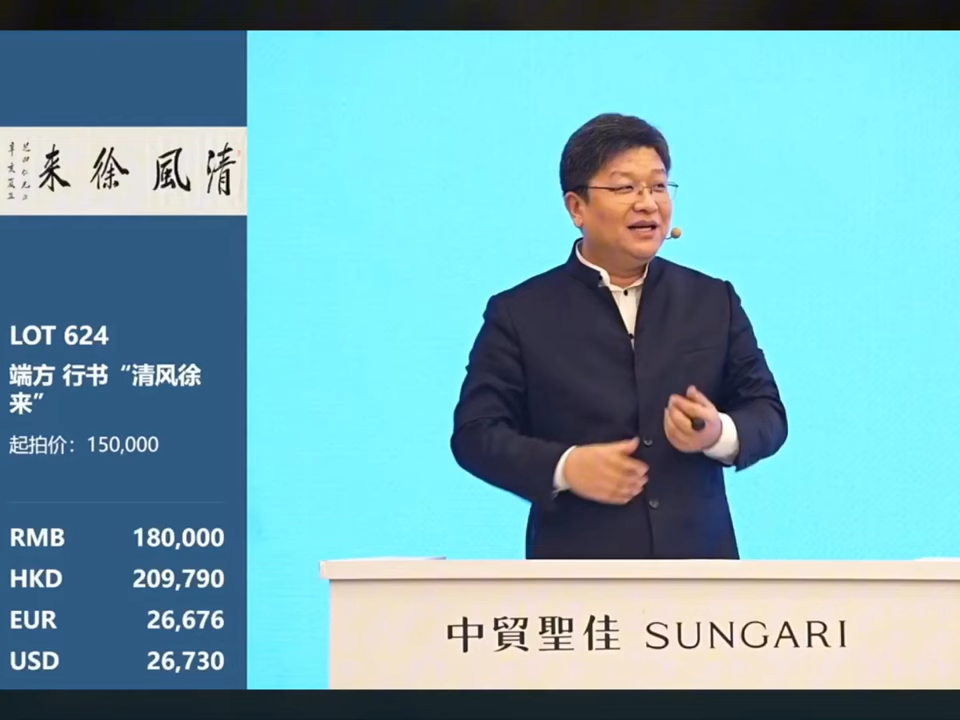 清風徐来
LOT 624
端方 行书“清风徐
来”
起拍价：150,000
RMB 180,000
HKD 209,790
EUR 26,676
USD 26,730
中貿聖佳 SUNGARI